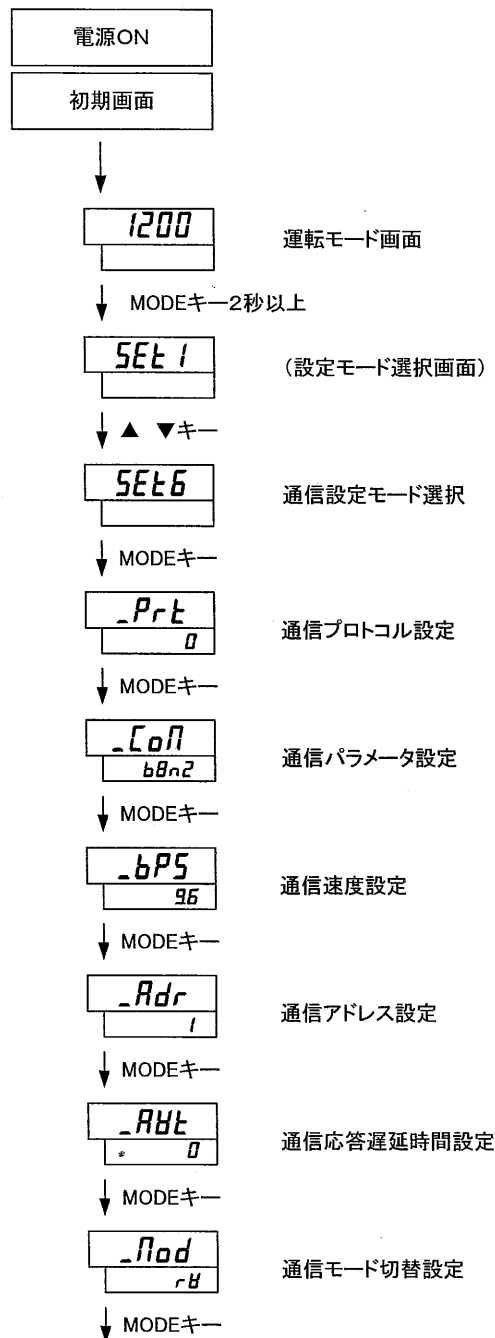 電源ON
初期画面
1200 運転モード画面
MODEキー2秒以上
SEt 1 (設定モード選択画面)
▲ ▼キー
SEt6 通信設定モード選択
MODEキー
_Prt 通信プロトコル設定
0
MODEキー
_CoM 通信パラメータ設定
b8n2
MODEキー
_bPS 通信速度設定
9.6
MODEキー
_Adr 通信アドレス設定
1
MODEキー
_AWt 通信応答遅延時間設定
0
MODEキー
_Mod 通信モード切替設定
rW
MODEキー